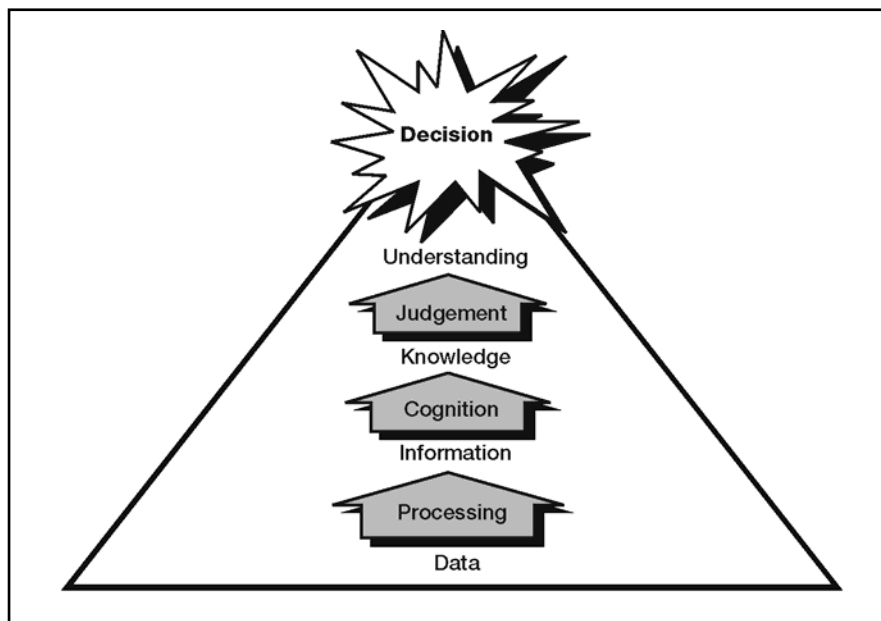 Decision
Understanding
Judgement
Knowledge
Cognition
Information
Processing
Data